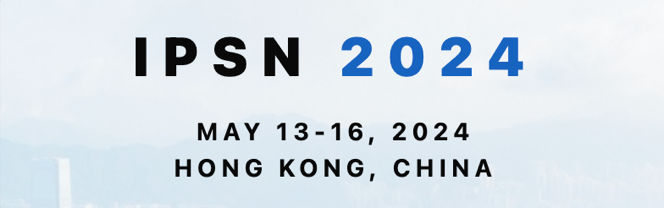 IPSN 2024
MAY 13-16, 2024
HONG KONG, CHINA